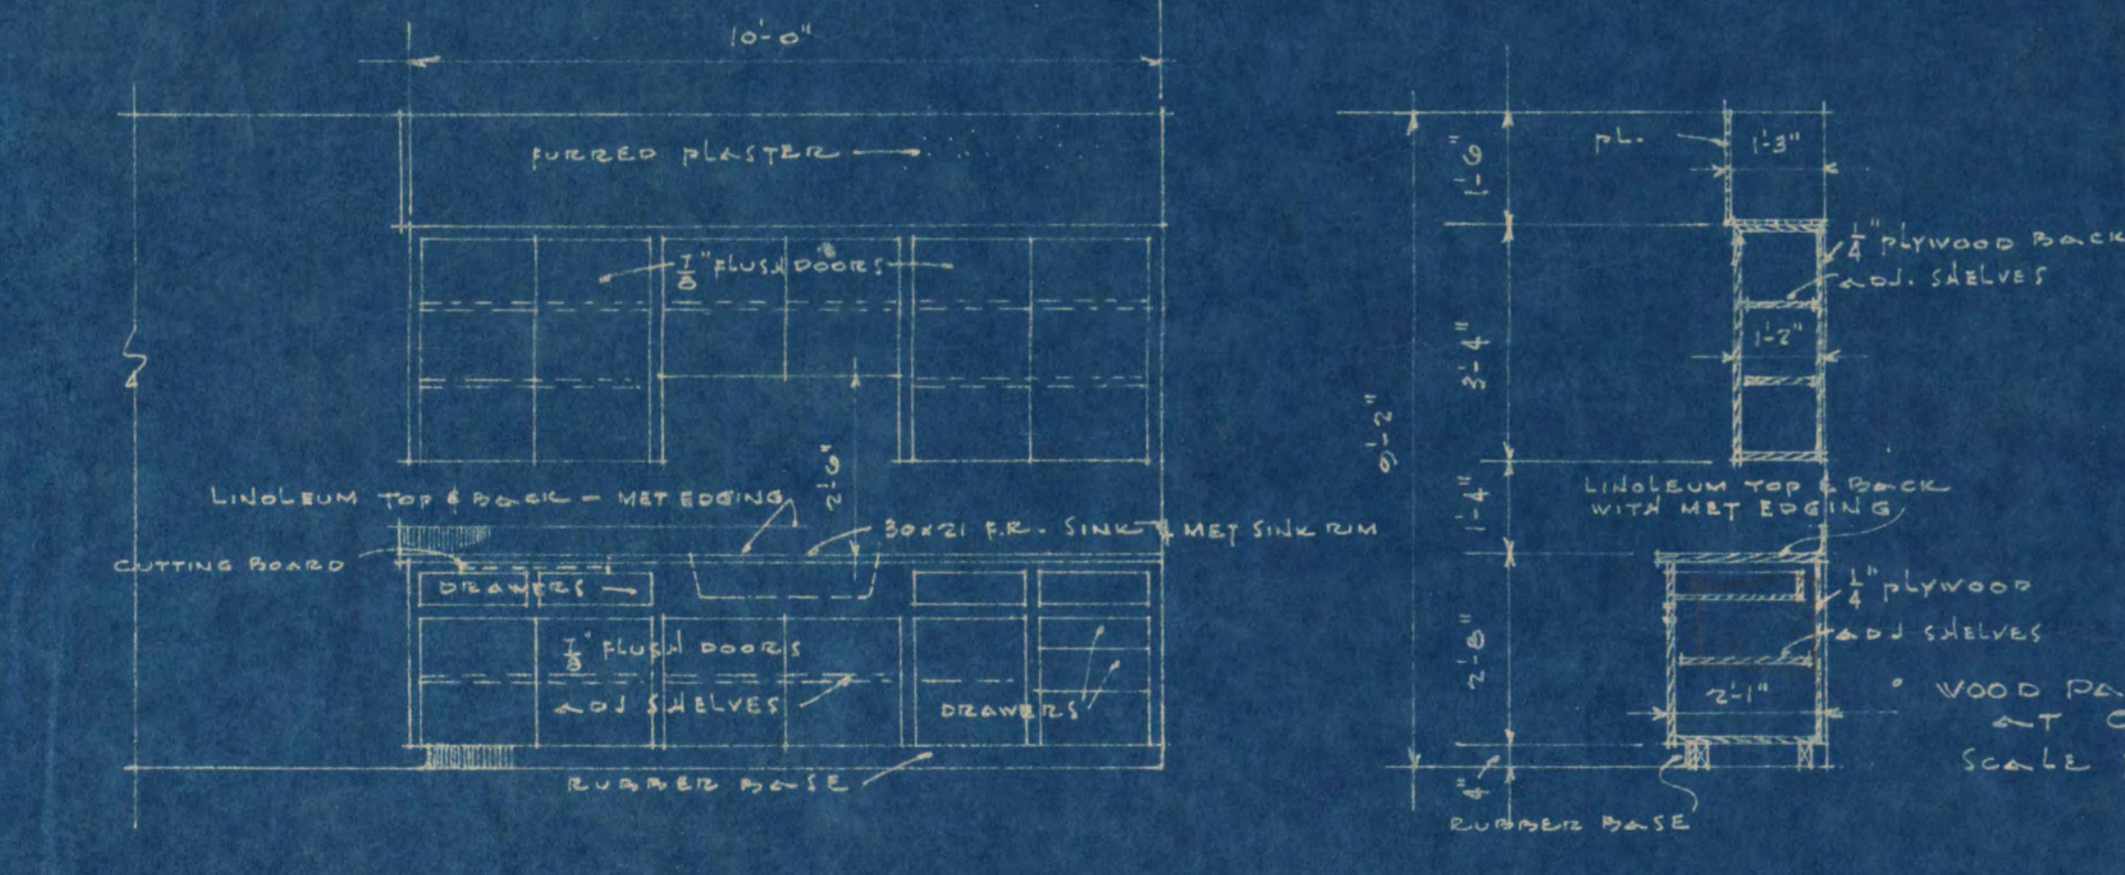 10'-0"
FURRED PLASTER
7/8" FLUSH DOORS
2'-6"
LINOLEUM TOP & BACK - MET EDGING
30x21 F.R. SINK & MET SINK RIM
CUTTING BOARD
DRAWERS
7/8" FLUSH DOORS
ADJ SHELVES
DRAWERS
RUBBER BASE
9'-2"
1'-6"
3'-4"
1'-4"
2'-8"
4"
PL.
1'-3"
1/4" PLYWOOD BACK
ADJ. SHELVES
1'-2"
LINOLEUM TOP & BACK
WITH MET EDGING
1/4" PLYWOOD
ADJ SHELVES
2'-1"
WOOD
AT
SCALE
RUBBER BASE